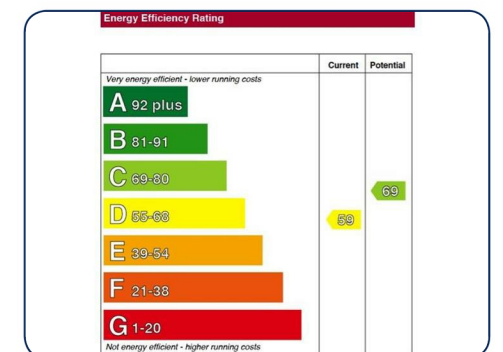 Energy Efficiency Rating
Current Potential
Very energy efficient - lower running costs
A 92 plus
B 81-91
C 69-80
69
D 55-68
59
E 39-54
F 21-38
G 1-20
Not energy efficient - higher running costs